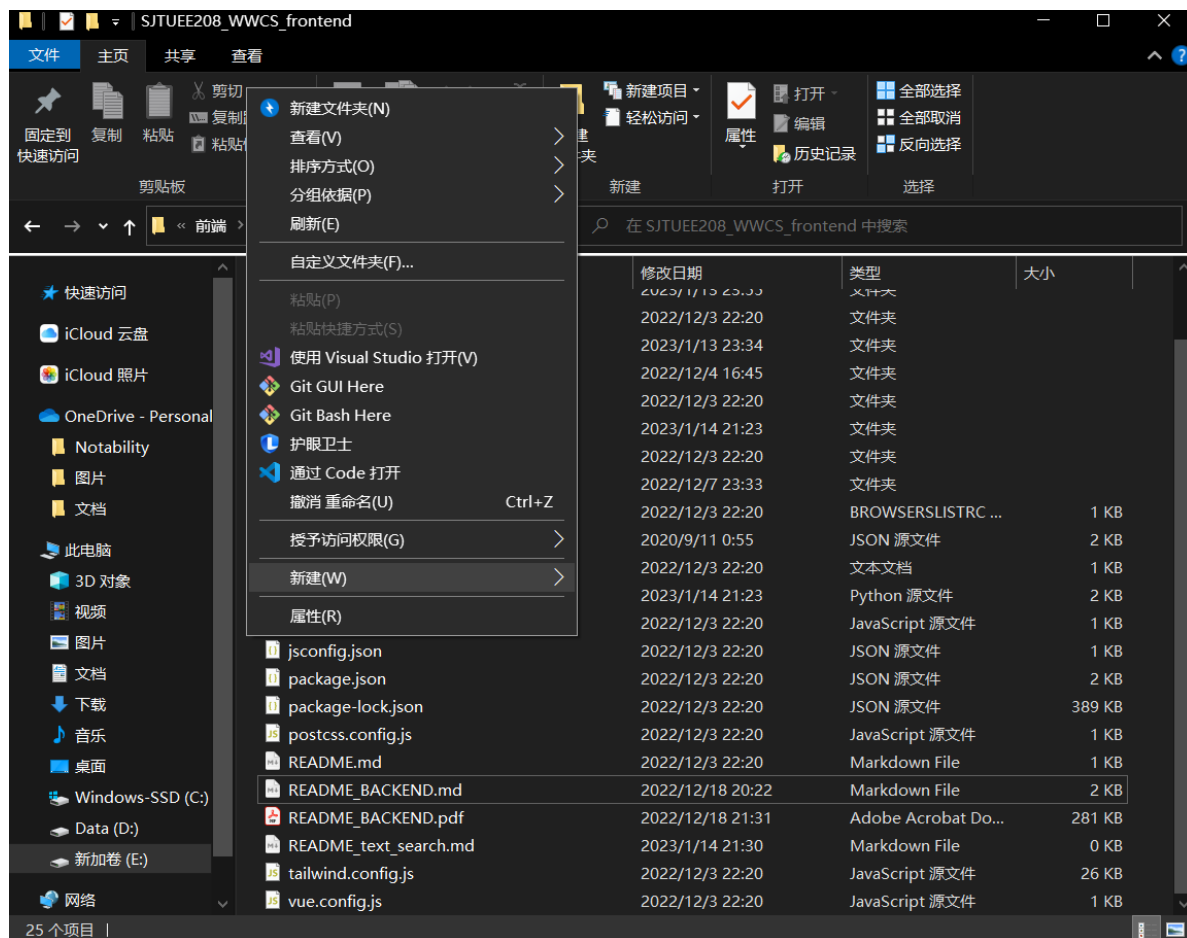 SJTUEE208_WWCS_frontend
文件 主页 共享 查看
固定到
快速访问
复制
粘贴
剪切
剪贴板
新建项目
轻松访问
新建
属性
打开
编辑
历史记录
打开
全部选择
全部取消
反向选择
选择
« 前端
在 SJTUEE208_WWCS_frontend 中搜索
快速访问
iCloud 云盘
iCloud 照片
OneDrive - Personal
Notability
图片
文档
此电脑
3D 对象
视频
图片
文档
下载
音乐
桌面
Windows-SSD (C:)
Data (D:)
新加卷 (E:)
网络
新建文件夹(N)
查看(V)
排序方式(O)
分组依据(P)
刷新(E)
自定义文件夹(F)...
粘贴(P)
粘贴快捷方式(S)
使用 Visual Studio 打开(V)
Git GUI Here
Git Bash Here
护眼卫士
通过 Code 打开
撤消 重命名(U) Ctrl+Z
授予访问权限(G)
新建(W)
属性(R)
修改日期 类型 大小
2022/12/3 22:20 文件夹
2023/1/13 23:34 文件夹
2022/12/4 16:45 文件夹
2022/12/3 22:20 文件夹
2023/1/14 21:23 文件夹
2022/12/3 22:20 文件夹
2022/12/7 23:33 文件夹
2022/12/3 22:20 BROWSERSLISTRC ... 1 KB
2020/9/11 0:55 JSON 源文件 2 KB
2022/12/3 22:20 文本文档 1 KB
2023/1/14 21:23 Python 源文件 2 KB
2022/12/3 22:20 JavaScript 源文件 1 KB
jsconfig.json 2022/12/3 22:20 JSON 源文件 1 KB
package.json 2022/12/3 22:20 JSON 源文件 2 KB
package-lock.json 2022/12/3 22:20 JSON 源文件 389 KB
postcss.config.js 2022/12/3 22:20 JavaScript 源文件 1 KB
README.md 2022/12/3 22:20 Markdown File 1 KB
README_BACKEND.md 2022/12/18 20:22 Markdown File 2 KB
README_BACKEND.pdf 2022/12/18 21:31 Adobe Acrobat Do... 281 KB
README_text_search.md 2023/1/14 21:30 Markdown File 0 KB
tailwind.config.js 2022/12/3 22:20 JavaScript 源文件 26 KB
vue.config.js 2022/12/3 22:20 JavaScript 源文件 1 KB
25 个项目